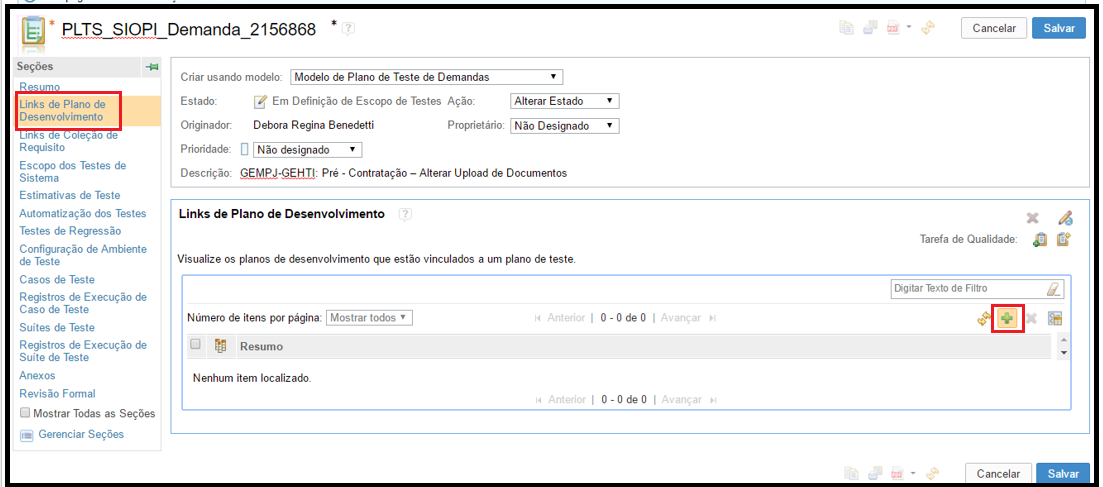 * PLTS_SIOPI_Demanda_2156868 * ?
Cancelar
Salvar
Seções
Resumo
Links de Plano de
Desenvolvimento
Links de Coleção de
Requisito
Escopo dos Testes de
Sistema
Estimativas de Teste
Automatização dos Testes
Testes de Regressão
Configuração de Ambiente
de Teste
Casos de Teste
Registros de Execução de
Caso de Teste
Suítes de Teste
Registros de Execução de
Suíte de Teste
Anexos
Revisão Formal
Mostrar Todas as Seções
Gerenciar Seções
Criar usando modelo: Modelo de Plano de Teste de Demandas
Estado: Em Definição de Escopo de Testes Ação: Alterar Estado
Originador: Debora Regina Benedetti Proprietário: Não Designado
Prioridade: Não designado
Descrição: GEMPJ-GEHTI: Pré - Contratação – Alterar Upload de Documentos
Links de Plano de Desenvolvimento ?
Tarefa de Qualidade:
Visualize os planos de desenvolvimento que estão vinculados a um plano de teste.
Digitar Texto de Filtro
Número de itens por página: Mostrar todos Anterior | 0 - 0 de 0 | Avançar
Resumo
Nenhum item localizado.
Anterior | 0 - 0 de 0 | Avançar
Cancelar
Salvar